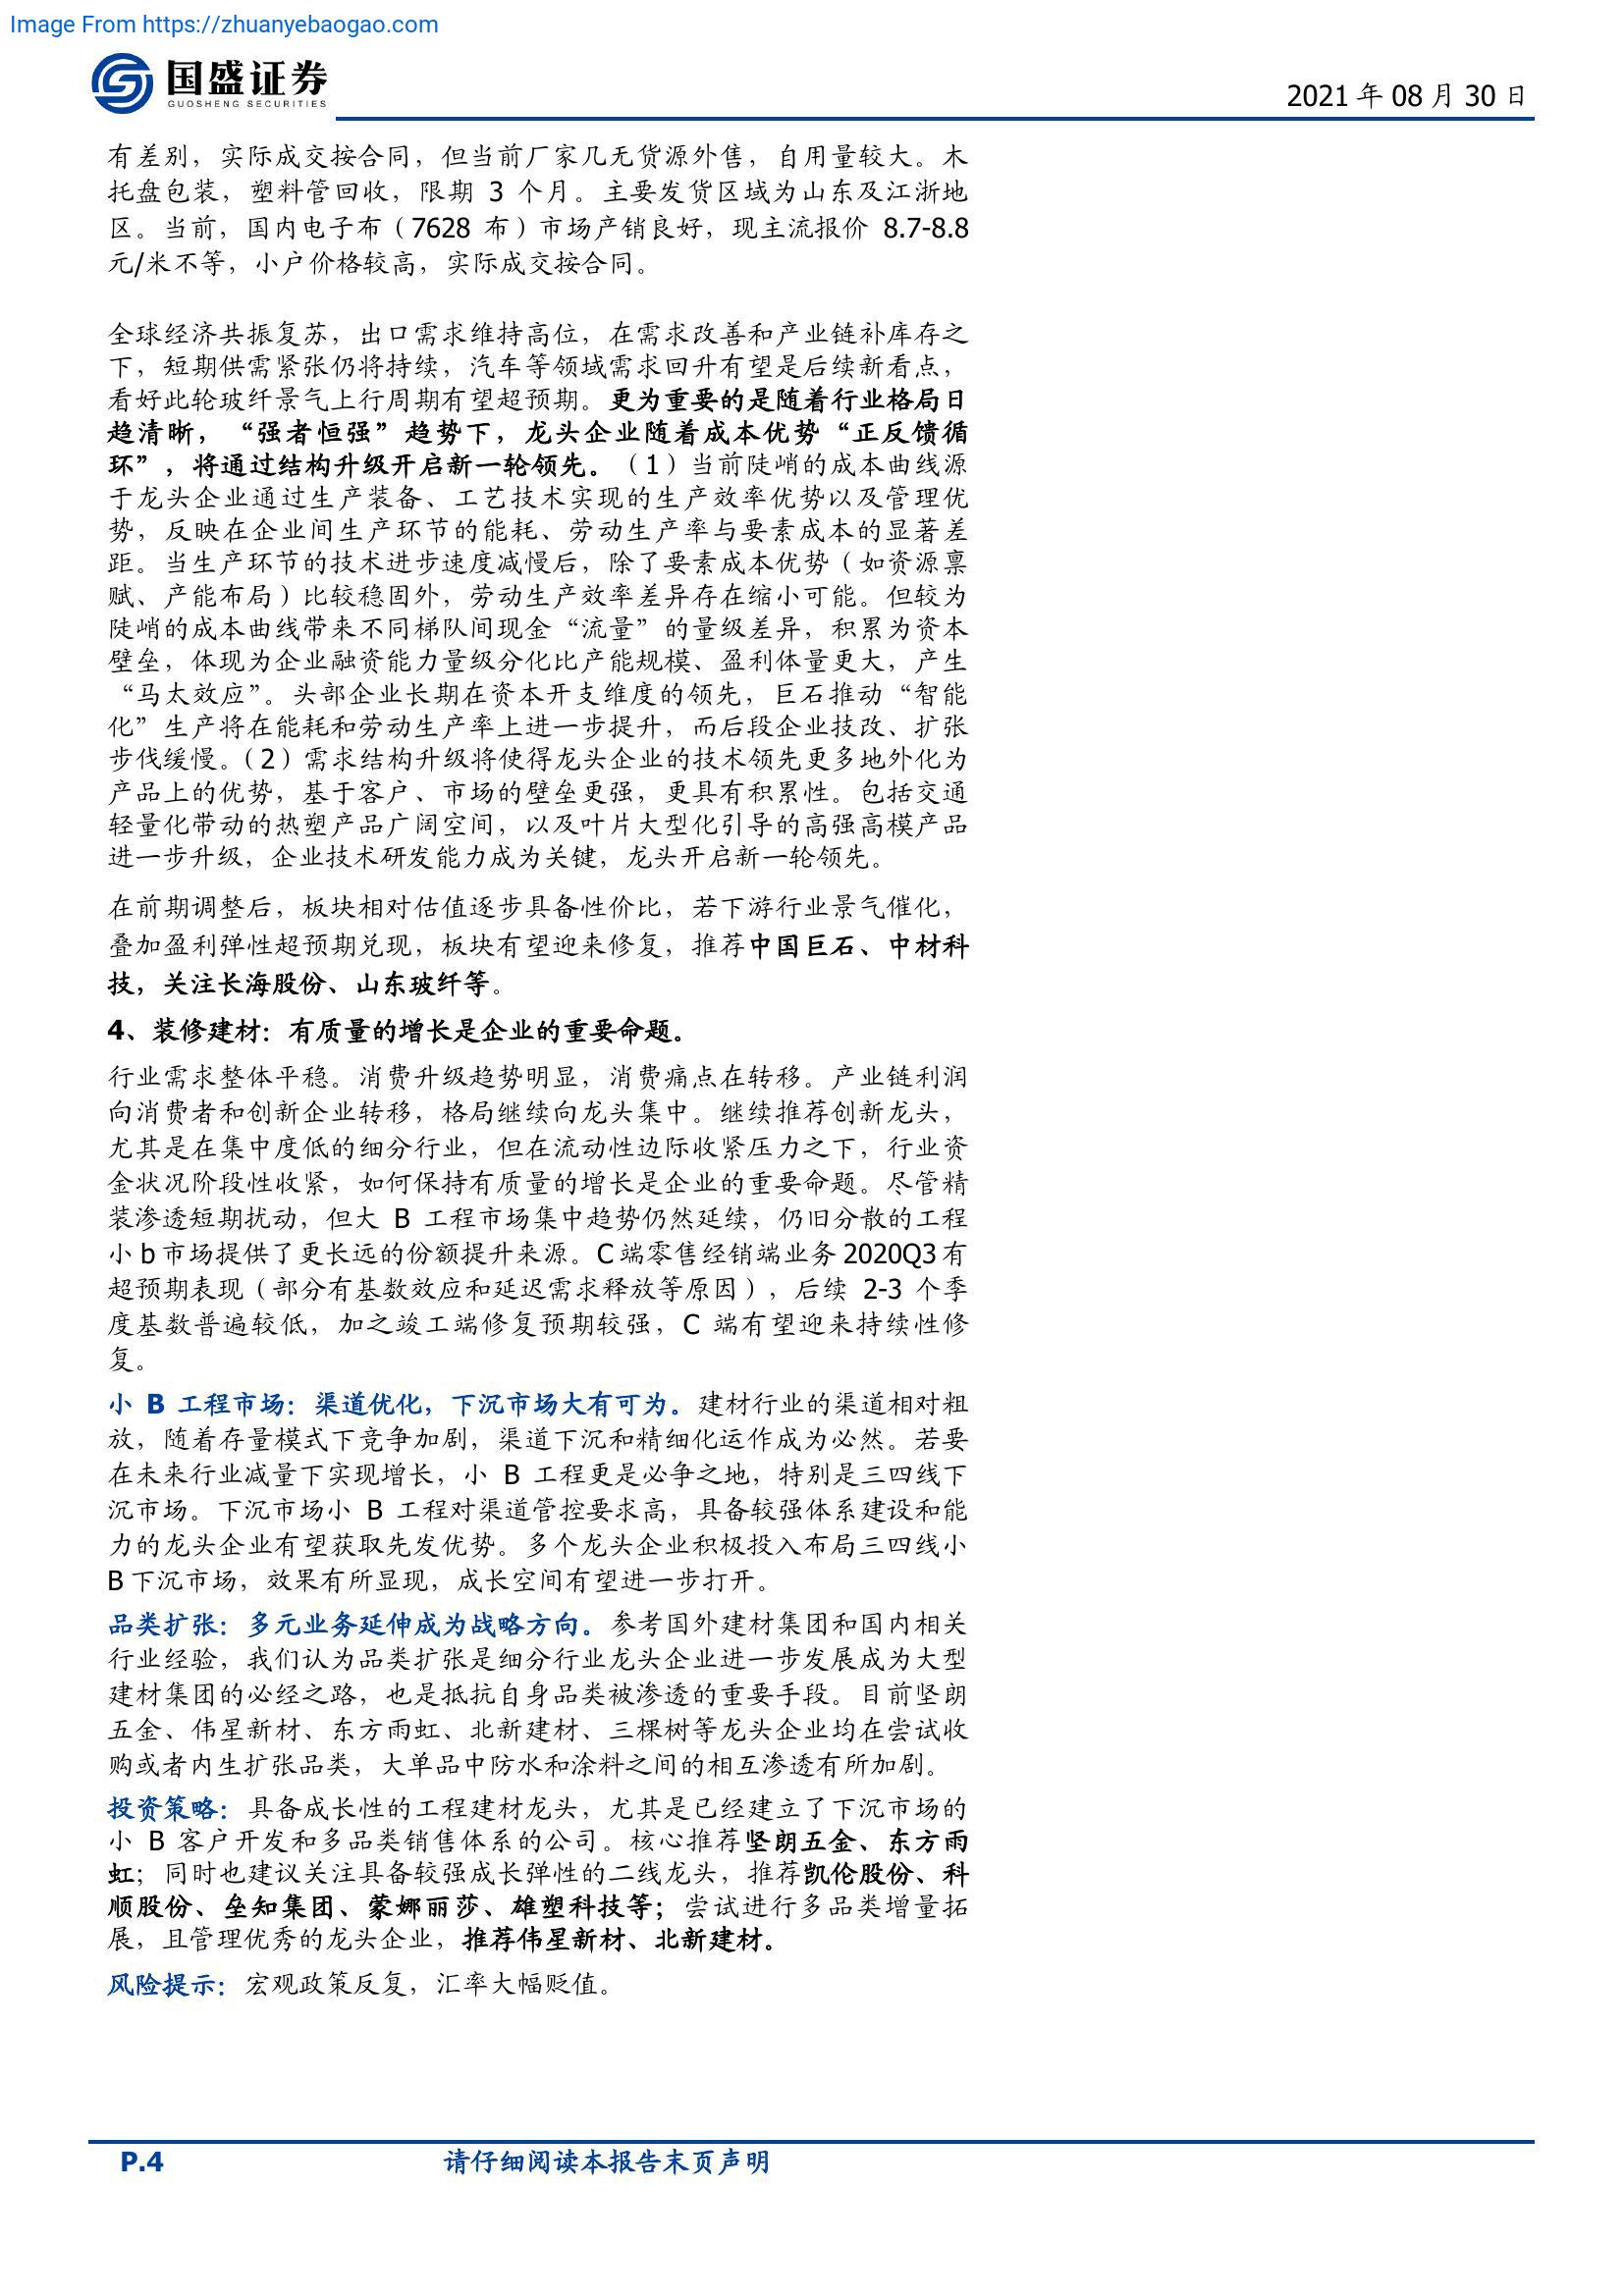 Image From https://zhuanyebaogao.com
国盛证券
GUOSHENG SECURITIES
2021 年 08 月 30 日
有差别，实际成交按合同，但当前厂家几无货源外售，自用量较大。木
托盘包装，塑料管回收，限期 3 个月。主要发货区域为山东及江浙地
区。当前，国内电子布（7628 布）市场产销良好，现主流报价 8.7-8.8
元/米不等，小户价格较高，实际成交按合同。
全球经济共振复苏，出口需求维持高位，在需求改善和产业链补库存之
下，短期供需紧张仍将持续，汽车等领域需求回升有望是后续新看点，
看好此轮玻纤景气上行周期有望超预期。更为重要的是随着行业格局日
趋清晰，“强者恒强”趋势下，龙头企业随着成本优势“正反馈循
环”，将通过结构升级开启新一轮领先。（1）当前陡峭的成本曲线源
于龙头企业通过生产装备、工艺技术实现的生产效率优势以及管理优
势，反映在企业间生产环节的能耗、劳动生产率与要素成本的显著差
距。当生产环节的技术进步速度减慢后，除了要素成本优势（如资源禀
赋、产能布局）比较稳固外，劳动生产效率差异存在缩小可能。但较为
陡峭的成本曲线带来不同梯队间现金“流量”的量级差异，积累为资本
壁垒，体现为企业融资能力量级分化比产能规模、盈利体量更大，产生
“马太效应”。头部企业长期在资本开支维度的领先，巨石推动“智能
化”生产将在能耗和劳动生产率上进一步提升，而后段企业技改、扩张
步伐缓慢。（2）需求结构升级将使得龙头企业的技术领先更多地外化为
产品上的优势，基于客户、市场的壁垒更强，更具有积累性。包括交通
轻量化带动的热塑产品广阔空间，以及叶片大型化引导的高强高模产品
进一步升级，企业技术研发能力成为关键，龙头开启新一轮领先。
在前期调整后，板块相对估值逐步具备性价比，若下游行业景气催化，
叠加盈利弹性超预期兑现，板块有望迎来修复，推荐中国巨石、中材科
技，关注长海股份、山东玻纤等。
4、装修建材：有质量的增长是企业的重要命题。
行业需求整体平稳。消费升级趋势明显，消费痛点在转移。产业链利润
向消费者和创新企业转移，格局继续向龙头集中。继续推荐创新龙头，
尤其是在集中度低的细分行业，但在流动性边际收紧压力之下，行业资
金状况阶段性收紧，如何保持有质量的增长是企业的重要命题。尽管精
装渗透短期扰动，但大 B 工程市场集中趋势仍然延续，仍旧分散的工程
小 b 市场提供了更长远的份额提升来源。C 端零售经销端业务 2020Q3 有
超预期表现（部分有基数效应和延迟需求释放等原因），后续 2-3 个季
度基数普遍较低，加之竣工端修复预期较强，C 端有望迎来持续性修
复。
小 B 工程市场：渠道优化，下沉市场大有可为。建材行业的渠道相对粗
放，随着存量模式下竞争加剧，渠道下沉和精细化运作成为必然。若要
在未来行业减量下实现增长，小 B 工程更是必争之地，特别是三四线下
沉市场。下沉市场小 B 工程对渠道管控要求高，具备较强体系建设和能
力的龙头企业有望获取先发优势。多个龙头企业积极投入布局三四线小
B 下沉市场，效果有所显现，成长空间有望进一步打开。
品类扩张：多元业务延伸成为战略方向。参考国外建材集团和国内相关
行业经验，我们认为品类扩张是细分行业龙头企业进一步发展成为大型
建材集团的必经之路，也是抵抗自身品类被渗透的重要手段。目前坚朗
五金、伟星新材、东方雨虹、北新建材、三棵树等龙头企业均在尝试收
购或者内生扩张品类，大单品中防水和涂料之间的相互渗透有所加剧。
投资策略：具备成长性的工程建材龙头，尤其是已经建立了下沉市场的
小 B 客户开发和多品类销售体系的公司。核心推荐坚朗五金、东方雨
虹；同时也建议关注具备较强成长弹性的二线龙头，推荐凯伦股份、科
顺股份、垒知集团、蒙娜丽莎、雄塑科技等；尝试进行多品类增量拓
展，且管理优秀的龙头企业，推荐伟星新材、北新建材。
风险提示：宏观政策反复，汇率大幅贬值。
P.4
请仔细阅读本报告末页声明